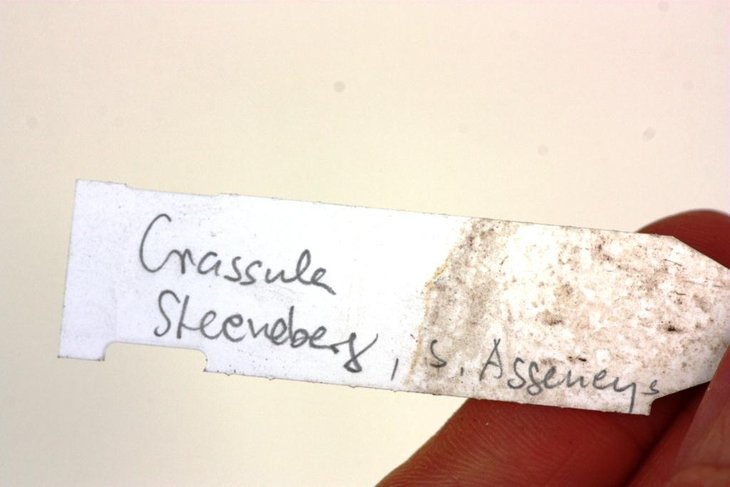 Crassula
Steeneberg, s. Asseneys